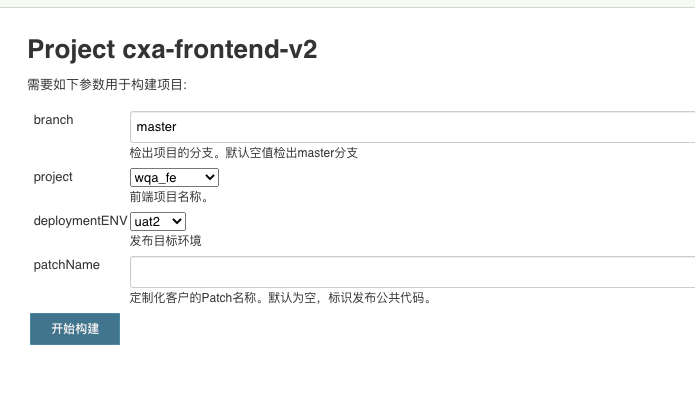 Project cxa-frontend-v2
需要如下参数用于构建项目:
branch
master
检出项目的分支。默认空值检出master分支
project
wqa_fe
前端项目名称。
deploymentENV
uat2
发布目标环境
patchName
定制化客户的Patch名称。默认为空，标识发布公共代码。
开始构建